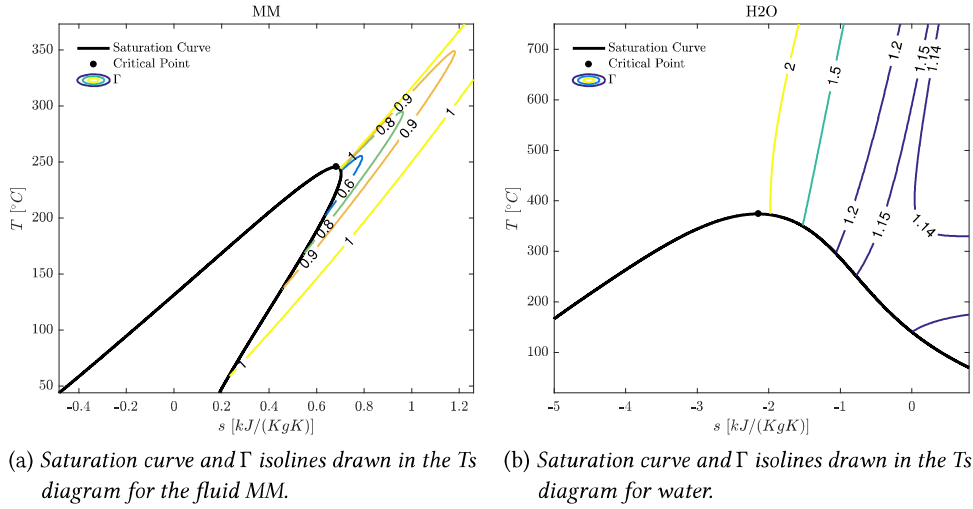 MM
Saturation Curve
Critical Point
Γ
350
300
250
200
150
100
50
T [°C]
-0.4 -0.2 0 0.2 0.4 0.6 0.8 1 1.2
s [kJ/(KgK)]
1
0.8
0.9
0.9
1
0.6
0.8
0.9
1
1
H2O
Saturation Curve
Critical Point
Γ
700
600
500
400
300
200
100
T [°C]
-5 -4 -3 -2 -1 0
s [kJ/(KgK)]
2
1.5
1.2
1.15
1.14
1.2
1.15
1.14
(a) Saturation curve and Γ isolines drawn in the Ts
diagram for the fluid MM.
(b) Saturation curve and Γ isolines drawn in the Ts
diagram for water.